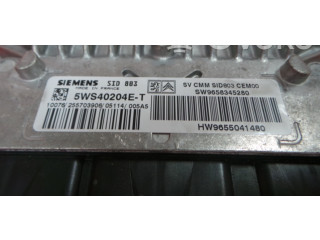 SIEMENS SID 803
MADE IN FRANCE
5WS40204E-T
10076/255703906/05114/005A5
SV CMM SID803 CEM00
SW9658345280
HW9655041480